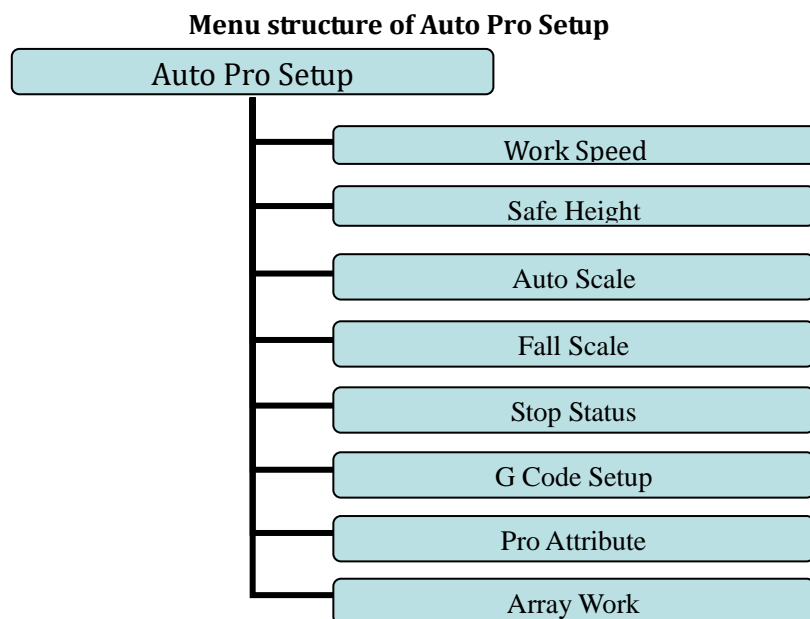 Menu structure of Auto Pro Setup
Auto Pro Setup
Work Speed
Safe Height
Auto Scale
Fall Scale
Stop Status
G Code Setup
Pro Attribute
Array Work